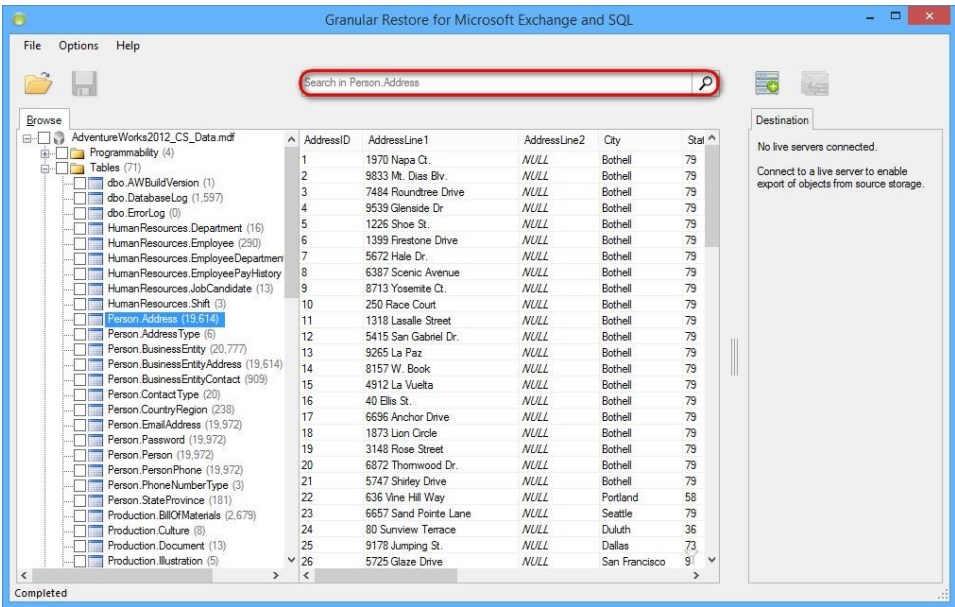 Granular Restore for Microsoft Exchange and SQL
File Options Help
Search in Person.Address
Browse
AdventureWorks2012_CS_Data.mdf
Programmability (4)
Tables (71)
dbo.AWBuildVersion (1)
dbo.DatabaseLog (1,597)
dbo.ErrorLog (0)
HumanResources.Department (16)
HumanResources.Employee (290)
HumanResources.EmployeeDepartmen
HumanResources.EmployeePayHistory
HumanResources.JobCandidate (13)
HumanResources.Shift (3)
Person.Address (19,614)
Person.AddressType (6)
Person.BusinessEntity (20,777)
Person.BusinessEntityAddress (19,614)
Person.BusinessEntityContact (909)
Person.ContactType (20)
Person.CountryRegion (238)
Person.EmailAddress (19,972)
Person.Password (19,972)
Person.Person (19,972)
Person.PersonPhone (19,972)
Person.PhoneNumberType (3)
Person.StateProvince (181)
Production.BillOfMaterials (2,679)
Production.Culture (8)
Production.Document (13)
Production.Illustration (5)
AddressID AddressLine1 AddressLine2 City Stat
1 1970 Napa Ct. NULL Bothell 79
2 9833 Mt. Dias Blv. NULL Bothell 79
3 7484 Roundtree Drive NULL Bothell 79
4 9539 Glenside Dr NULL Bothell 79
5 1226 Shoe St. NULL Bothell 79
6 1399 Firestone Drive NULL Bothell 79
7 5672 Hale Dr. NULL Bothell 79
8 6387 Scenic Avenue NULL Bothell 79
9 8713 Yosemite Ct. NULL Bothell 79
10 250 Race Court NULL Bothell 79
11 1318 Lasalle Street NULL Bothell 79
12 5415 San Gabriel Dr. NULL Bothell 79
13 9265 La Paz NULL Bothell 79
14 8157 W. Book NULL Bothell 79
15 4912 La Vuelta NULL Bothell 79
16 40 Ellis St. NULL Bothell 79
17 6696 Anchor Drive NULL Bothell 79
18 1873 Lion Circle NULL Bothell 79
19 3148 Rose Street NULL Bothell 79
20 6872 Thornwood Dr. NULL Bothell 79
21 5747 Shirley Drive NULL Bothell 79
22 636 Vine Hill Way NULL Portland 58
23 6657 Sand Pointe Lane NULL Seattle 79
24 80 Sunview Terrace NULL Duluth 36
25 9178 Jumping St. NULL Dallas 73
26 5725 Glaze Drive NULL San Francisco 9
Destination
No live servers connected.
Connect to a live server to enable
export of objects from source storage.
Completed